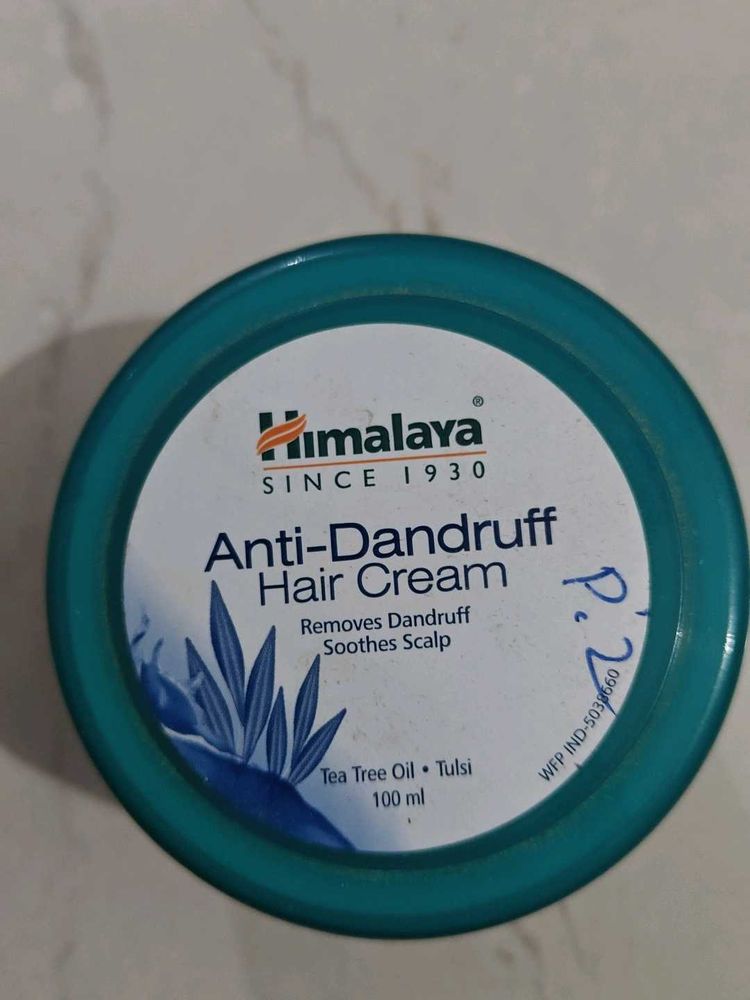 Himalaya®
SINCE 1930
Anti-Dandruff
Hair Cream
Removes Dandruff
Soothes Scalp
Tea Tree Oil • Tulsi
100 ml
P.2